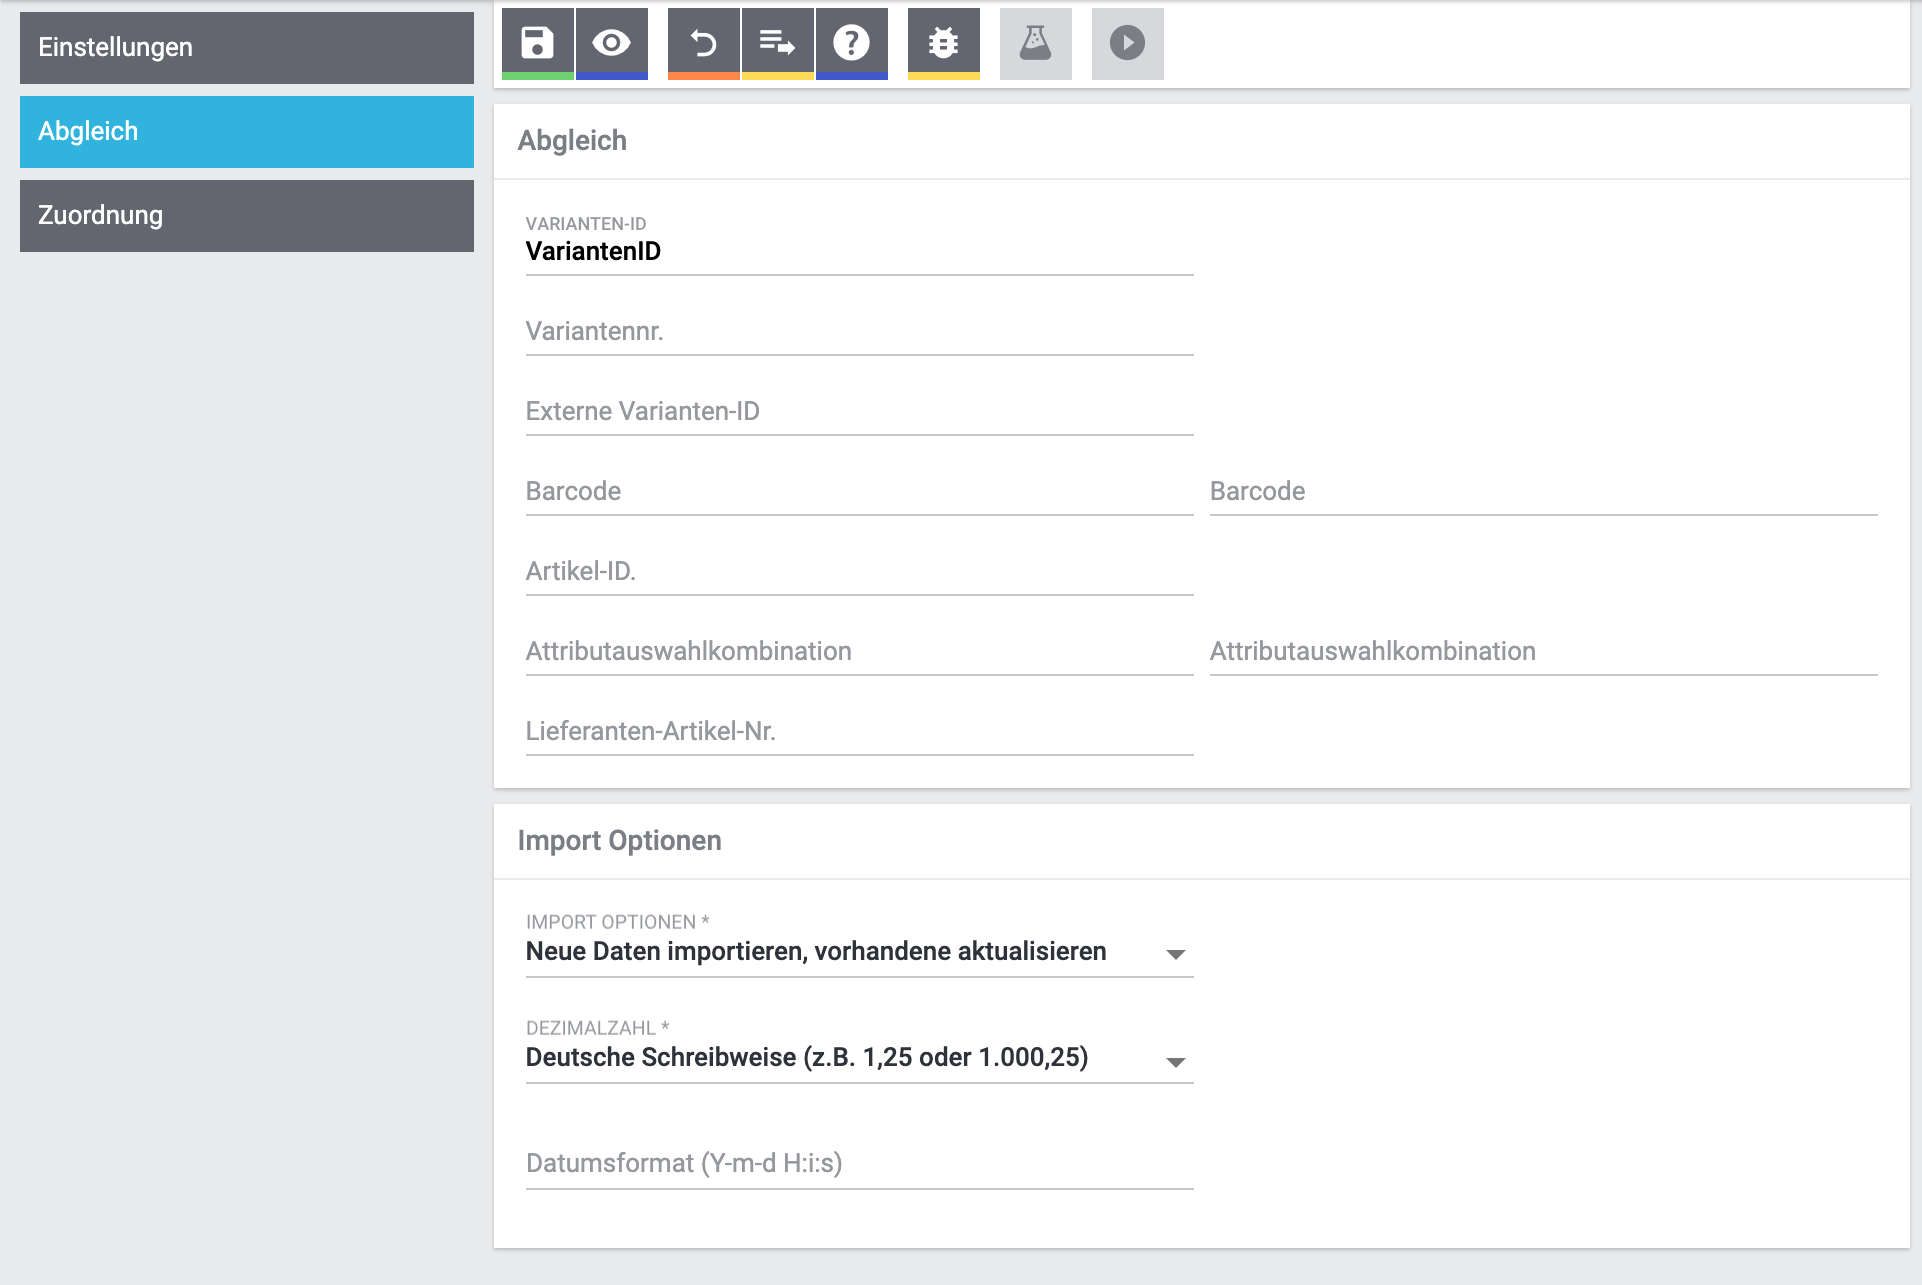 Einstellungen
Abgleich
Zuordnung
Abgleich
VARIANTEN-ID
VariantenID
Variantennr.
Externe Varianten-ID
Barcode Barcode
Artikel-ID.
Attributauswahlkombination Attributauswahlkombination
Lieferanten-Artikel-Nr.
Import Optionen
IMPORT OPTIONEN *
Neue Daten importieren, vorhandene aktualisieren
DEZIMALZAHL *
Deutsche Schreibweise (z.B. 1,25 oder 1.000,25)
Datumsformat (Y-m-d H:i:s)